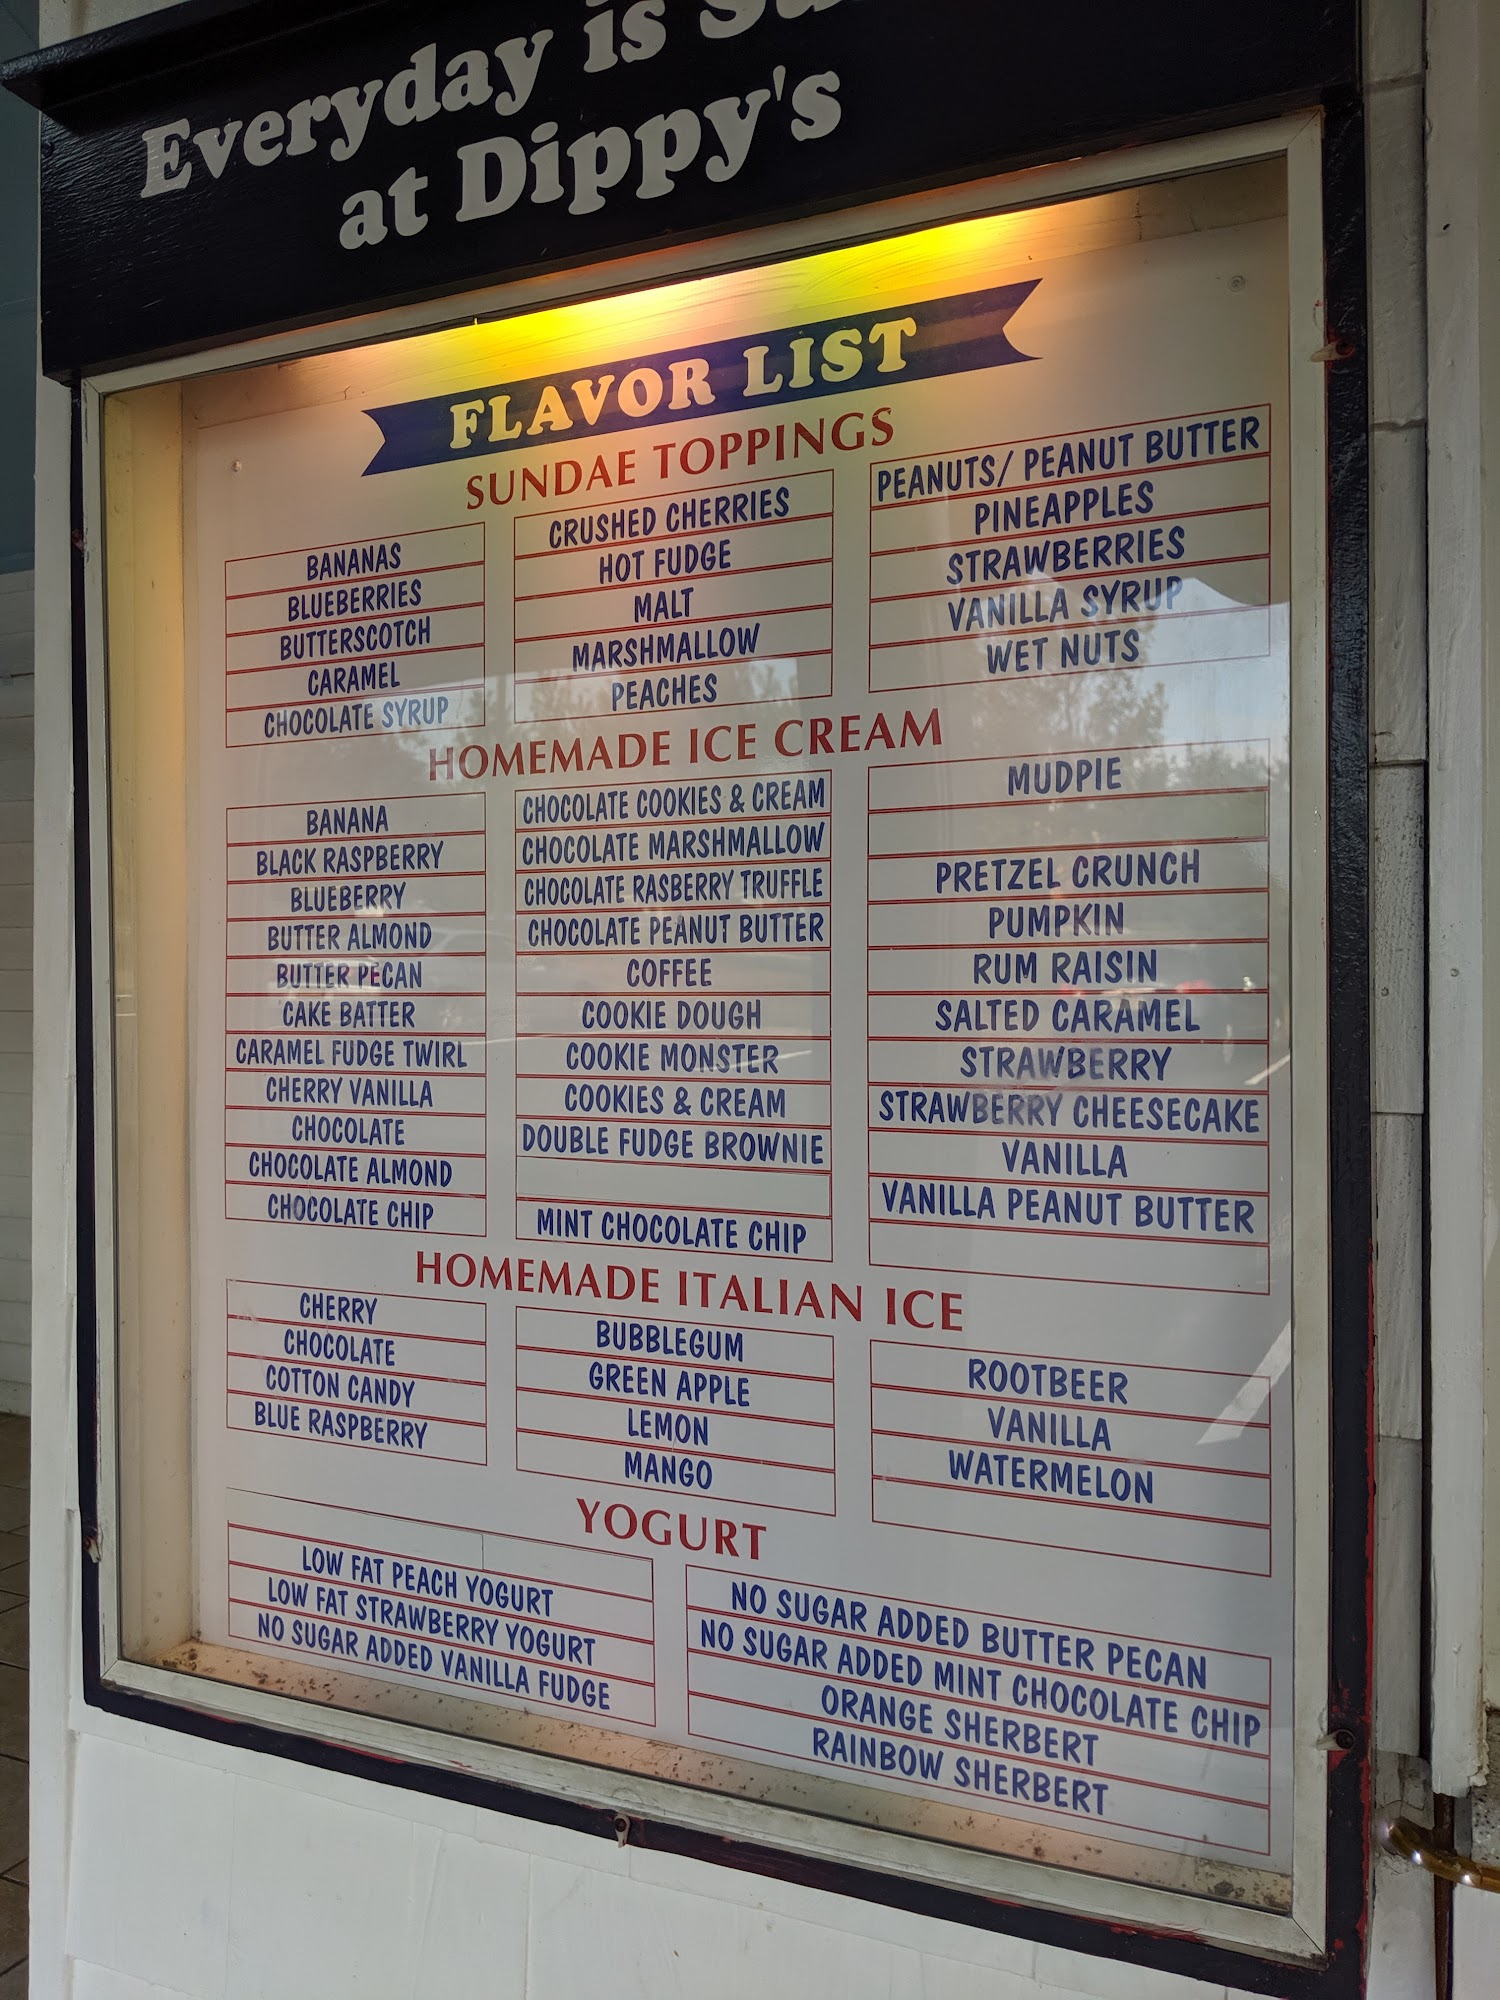 Everyday is
at Dippy's
FLAVOR LIST
SUNDAE TOPPINGS
BANANAS
BLUEBERRIES
BUTTERSCOTCH
CARAMEL
CHOCOLATE SYRUP
CRUSHED CHERRIES
HOT FUDGE
MALT
MARSHMALLOW
PEACHES
PEANUTS/ PEANUT BUTTER
PINEAPPLES
STRAWBERRIES
VANILLA SYRUP
WET NUTS
HOMEMADE ICE CREAM
BANANA
BLACK RASPBERRY
BLUEBERRY
BUTTER ALMOND
BUTTER PECAN
CAKE BATTER
CARAMEL FUDGE TWIRL
CHERRY VANILLA
CHOCOLATE
CHOCOLATE ALMOND
CHOCOLATE CHIP
CHOCOLATE COOKIES & CREAM
CHOCOLATE MARSHMALLOW
CHOCOLATE RASBERRY TRUFFLE
CHOCOLATE PEANUT BUTTER
COFFEE
COOKIE DOUGH
COOKIE MONSTER
COOKIES & CREAM
DOUBLE FUDGE BROWNIE
MINT CHOCOLATE CHIP
MUDPIE
PRETZEL CRUNCH
PUMPKIN
RUM RAISIN
SALTED CARAMEL
STRAWBERRY
STRAWBERRY CHEESECAKE
VANILLA
VANILLA PEANUT BUTTER
HOMEMADE ITALIAN ICE
CHERRY
CHOCOLATE
COTTON CANDY
BLUE RASPBERRY
BUBBLEGUM
GREEN APPLE
LEMON
MANGO
ROOTBEER
VANILLA
WATERMELON
YOGURT
LOW FAT PEACH YOGURT
LOW FAT STRAWBERRY YOGURT
NO SUGAR ADDED VANILLA FUDGE
NO SUGAR ADDED BUTTER PECAN
NO SUGAR ADDED MINT CHOCOLATE CHIP
ORANGE SHERBERT
RAINBOW SHERBERT